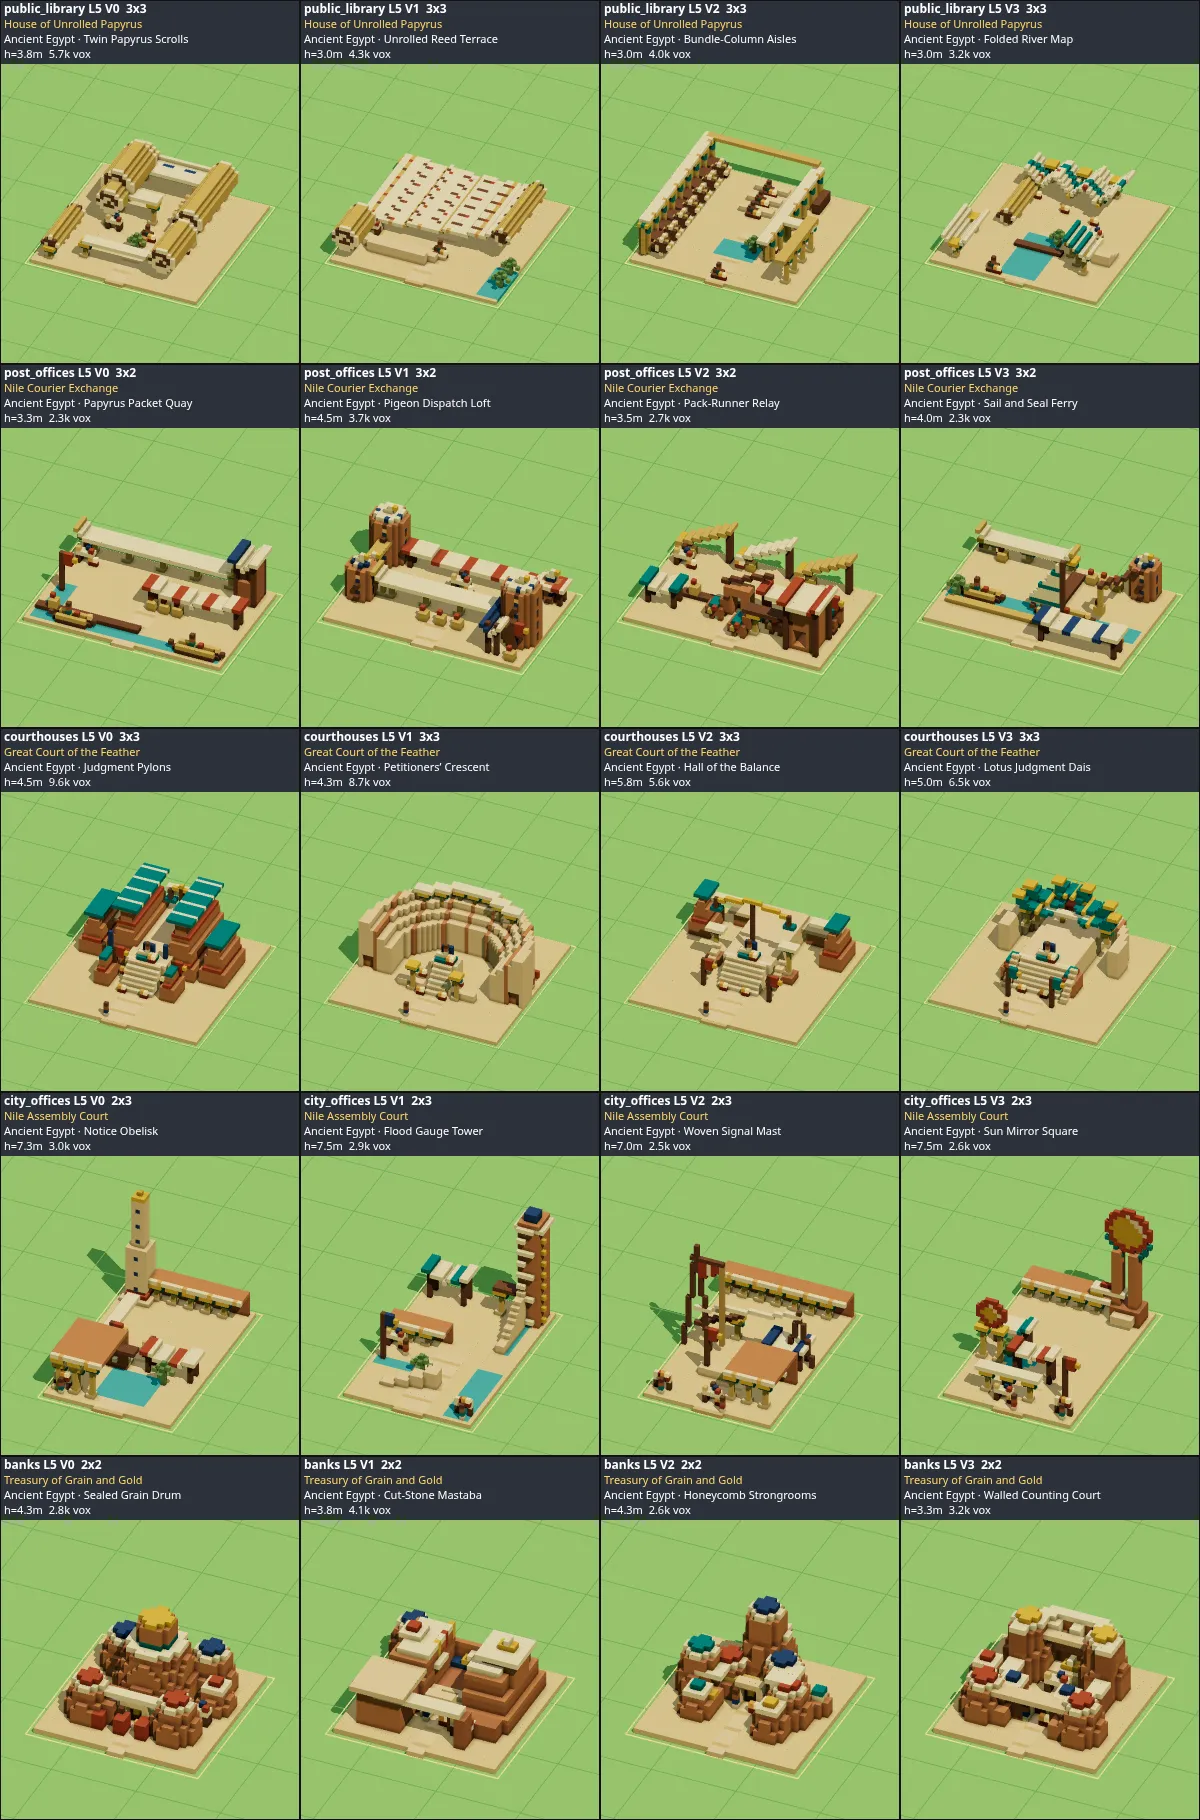 public_library L5 V0 3x3
House of Unrolled Papyrus
Ancient Egypt · Twin Papyrus Scrolls
h=3.8m 5.7k vox
public_library L5 V1 3x3
House of Unrolled Papyrus
Ancient Egypt · Unrolled Reed Terrace
h=3.0m 4.3k vox
public_library L5 V2 3x3
House of Unrolled Papyrus
Ancient Egypt · Bundle-Column Aisles
h=3.0m 4.0k vox
public_library L5 V3 3x3
House of Unrolled Papyrus
Ancient Egypt · Folded River Map
h=3.0m 3.2k vox
post_offices L5 V0 3x2
Nile Courier Exchange
Ancient Egypt · Papyrus Packet Quay
h=3.3m 2.3k vox
post_offices L5 V1 3x2
Nile Courier Exchange
Ancient Egypt · Pigeon Dispatch Loft
h=4.5m 3.7k vox
post_offices L5 V2 3x2
Nile Courier Exchange
Ancient Egypt · Pack-Runner Relay
h=3.5m 2.7k vox
post_offices L5 V3 3x2
Nile Courier Exchange
Ancient Egypt · Sail and Seal Ferry
h=4.0m 2.3k vox
courthouses L5 V0 3x3
Great Court of the Feather
Ancient Egypt · Judgment Pylons
h=4.5m 9.6k vox
courthouses L5 V1 3x3
Great Court of the Feather
Ancient Egypt · Petitioners’ Crescent
h=4.3m 8.7k vox
courthouses L5 V2 3x3
Great Court of the Feather
Ancient Egypt · Hall of the Balance
h=5.8m 5.6k vox
courthouses L5 V3 3x3
Great Court of the Feather
Ancient Egypt · Lotus Judgment Dais
h=5.0m 6.5k vox
city_offices L5 V0 2x3
Nile Assembly Court
Ancient Egypt · Notice Obelisk
h=7.3m 3.0k vox
city_offices L5 V1 2x3
Nile Assembly Court
Ancient Egypt · Flood Gauge Tower
h=7.5m 2.9k vox
city_offices L5 V2 2x3
Nile Assembly Court
Ancient Egypt · Woven Signal Mast
h=7.0m 2.5k vox
city_offices L5 V3 2x3
Nile Assembly Court
Ancient Egypt · Sun Mirror Square
h=7.5m 2.6k vox
banks L5 V0 2x2
Treasury of Grain and Gold
Ancient Egypt · Sealed Grain Drum
h=4.3m 2.8k vox
banks L5 V1 2x2
Treasury of Grain and Gold
Ancient Egypt · Cut-Stone Mastaba
h=3.8m 4.1k vox
banks L5 V2 2x2
Treasury of Grain and Gold
Ancient Egypt · Honeycomb Strongrooms
h=4.3m 2.6k vox
banks L5 V3 2x2
Treasury of Grain and Gold
Ancient Egypt · Walled Counting Court
h=3.3m 3.2k vox